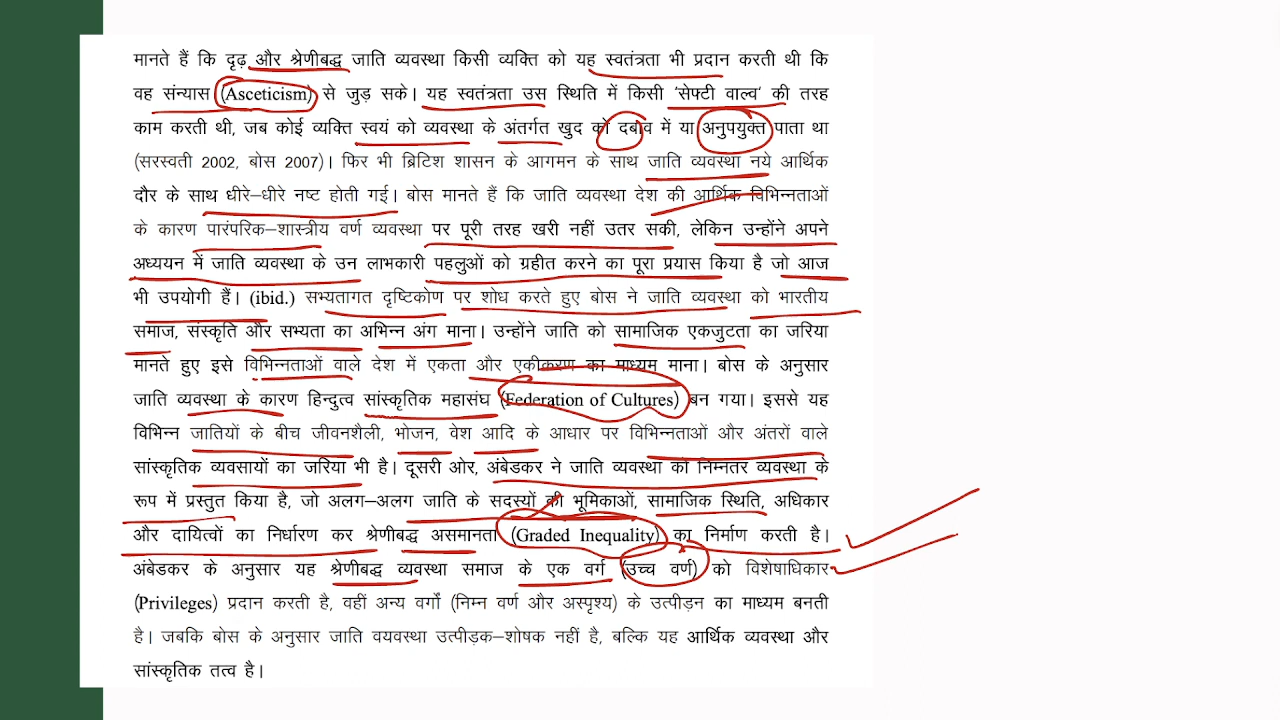 मानते हैं कि दृढ़ और श्रेणीबद्ध जाति व्यवस्था किसी व्यक्ति को यह स्वतंत्रता भी प्रदान करती थी कि
वह संन्यास (Asceticism) से जुड़ सके। यह स्वतंत्रता उस स्थिति में किसी 'सेफ्टी वाल्व' की तरह
काम करती थी, जब कोई व्यक्ति स्वयं को व्यवस्था के अंतर्गत खुद को दबाव में या अनुपयुक्त पाता था
(सरस्वती 2002, बोस 2007)। फिर भी ब्रिटिश शासन के आगमन के साथ जाति व्यवस्था नये आर्थिक
दौर के साथ धीरे–धीरे नष्ट होती गई। बोस मानते हैं कि जाति व्यवस्था देश की आर्थिक विभिन्नताओं
के कारण पारंपरिक–शास्त्रीय वर्ण व्यवस्था पर पूरी तरह खरी नहीं उतर सकी, लेकिन उन्होंने अपने
अध्ययन में जाति व्यवस्था के उन लाभकारी पहलुओं को ग्रहीत करने का पूरा प्रयास किया है जो आज
भी उपयोगी हैं। (ibid.) सभ्यतागत दृष्टिकोण पर शोध करते हुए बोस ने जाति व्यवस्था को भारतीय
समाज, संस्कृति और सभ्यता का अभिन्न अंग माना। उन्होंने जाति को सामाजिक एकजुटता का जरिया
मानते हुए इसे विभिन्नताओं वाले देश में एकता और एकीकरण का माध्यम माना। बोस के अनुसार
जाति व्यवस्था के कारण हिन्दुत्व सांस्कृतिक महासंघ (Federation of Cultures) बन गया। इससे यह
विभिन्न जातियों के बीच जीवनशैली, भोजन, वेश आदि के आधार पर विभिन्नताओं और अंतरों वाले
सांस्कृतिक व्यवसायों का जरिया भी है। दूसरी ओर, अंबेडकर ने जाति व्यवस्था को निम्नतर व्यवस्था के
रूप में प्रस्तुत किया है, जो अलग–अलग जाति के सदस्यों की भूमिकाओं, सामाजिक स्थिति, अधिकार
और दायित्वों का निर्धारण कर श्रेणीबद्ध असमानता (Graded Inequality) का निर्माण करती है।
अंबेडकर के अनुसार यह श्रेणीबद्ध व्यवस्था समाज के एक वर्ग (उच्च वर्ण) को विशेषाधिकार
(Privileges) प्रदान करती है, वहीं अन्य वर्गों (निम्न वर्ण और अस्पृश्य) के उत्पीड़न का माध्यम बनती
है। जबकि बोस के अनुसार जाति वयवस्था उत्पीड़क–शोषक नहीं है, बल्कि यह आर्थिक व्यवस्था और
सांस्कृतिक तत्व है।